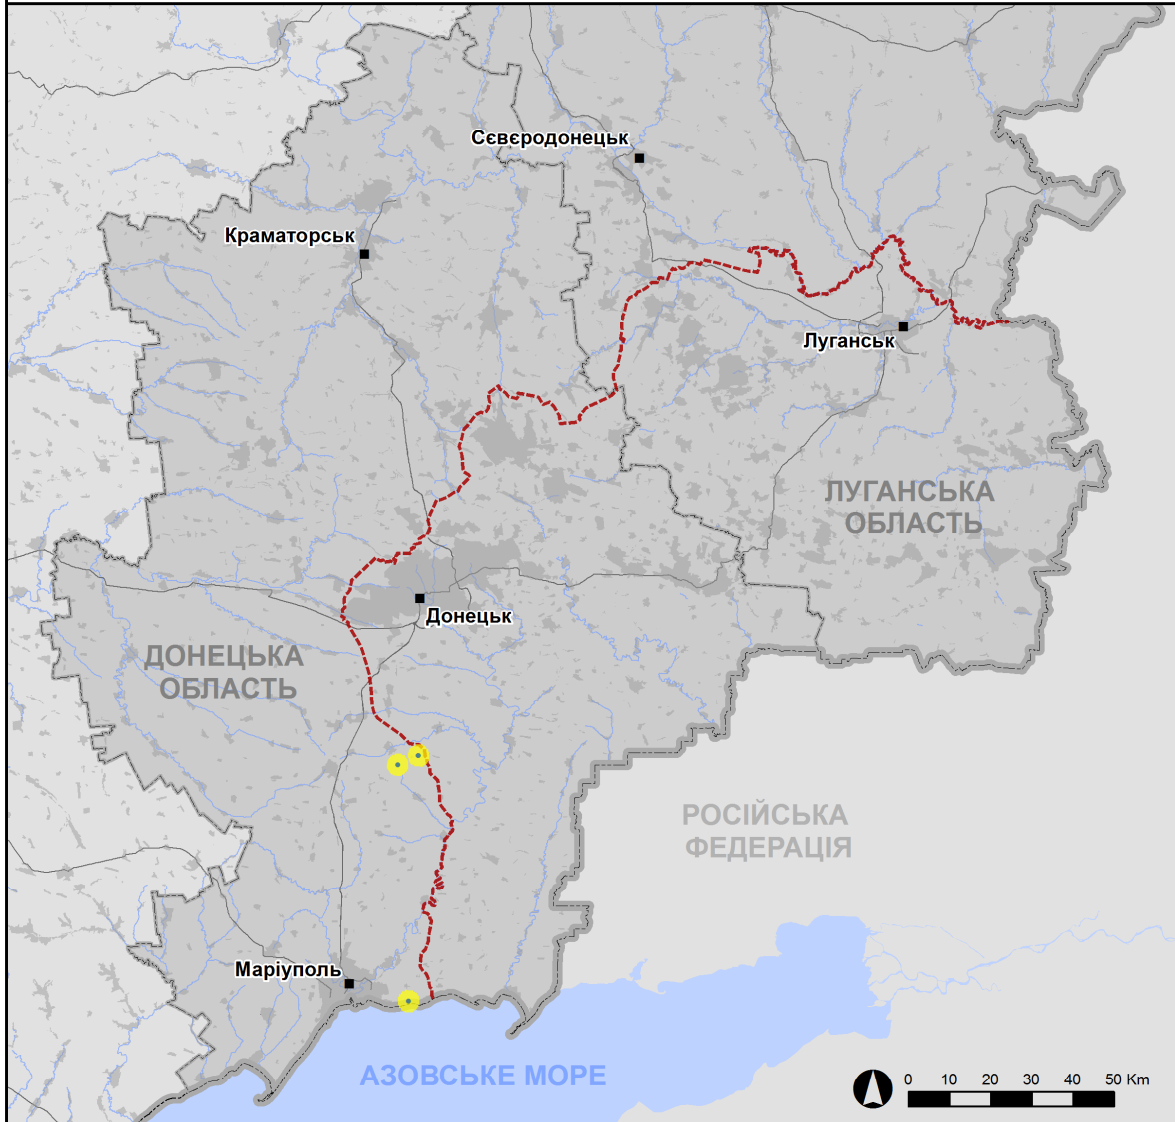 Сєвєродонецьк
Краматорськ
Луганськ
ЛУГАНСЬКА
ОБЛАСТЬ
Донецьк
ДОНЕЦЬКА
ОБЛАСТЬ
РОСІЙСЬКА
ФЕДЕРАЦІЯ
Маріуполь
АЗОВСЬКЕ МОРЕ
0 10 20 30 40 50 Km